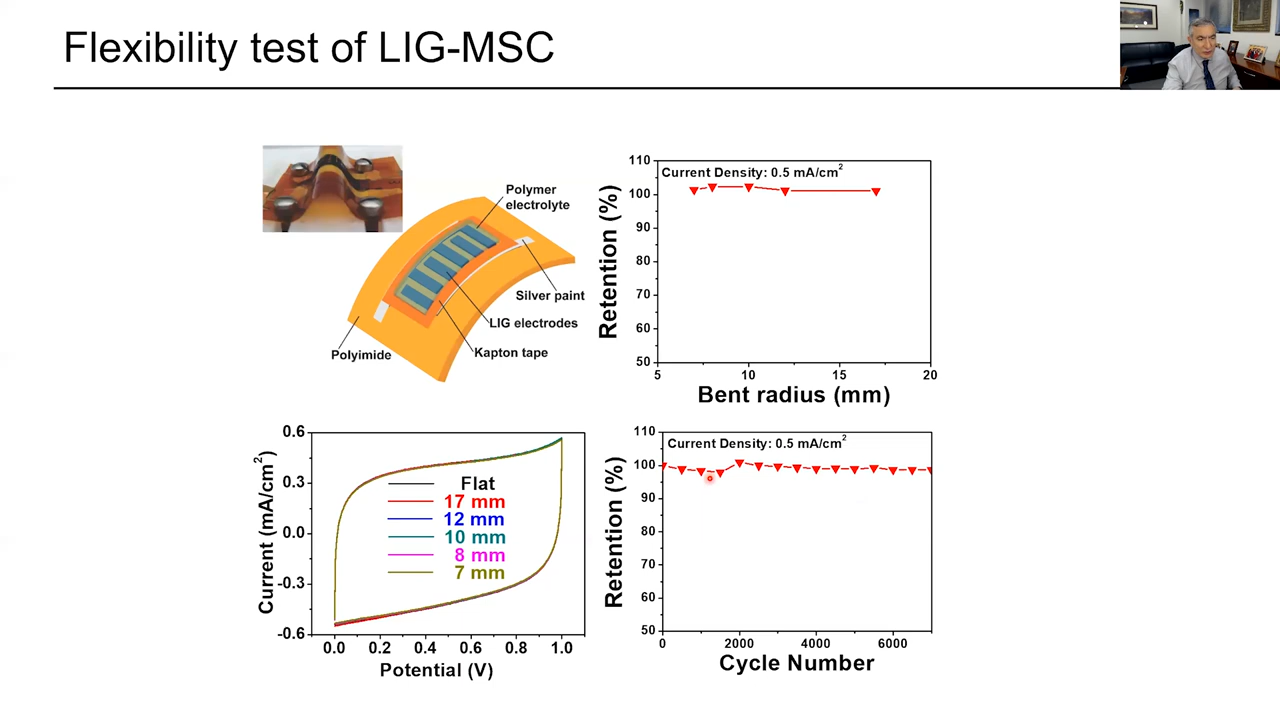 Flexibility test of LIG-MSC
Polymer
electrolyte
Silver paint
LIG electrodes
Kapton tape
Polyimide
110
100
90
80
70
60
50
Retention (%)
Current Density: 0.5 mA/cm²
5
10
15
20
Bent radius (mm)
0.6
0.3
0.0
-0.3
-0.6
Current (mA/cm²)
Flat
17 mm
12 mm
10 mm
8 mm
7 mm
0.0
0.2
0.4
0.6
0.8
1.0
Potential (V)
110
100
90
80
70
60
50
Retention (%)
Current Density: 0.5 mA/cm²
0
2000
4000
6000
Cycle Number